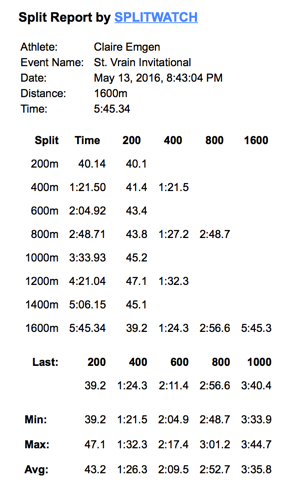 Split Report by SPLITWATCH
Athlete: Claire Emgen
Event Name: St. Vrain Invitational
Date: May 13, 2016, 8:43:04 PM
Distance: 1600m
Time: 5:45.34
Split Time 200 400 800 1600
200m 40.14 40.1
400m 1:21.50 41.4 1:21.5
600m 2:04.92 43.4
800m 2:48.71 43.8 1:27.2 2:48.7
1000m 3:33.93 45.2
1200m 4:21.04 47.1 1:32.3
1400m 5:06.15 45.1
1600m 5:45.34 39.2 1:24.3 2:56.6 5:45.3
Last: 200 400 600 800 1000
39.2 1:24.3 2:11.4 2:56.6 3:40.4
Min: 39.2 1:21.5 2:04.9 2:48.7 3:33.9
Max: 47.1 1:32.3 2:17.4 3:01.2 3:44.7
Avg: 43.2 1:26.3 2:09.5 2:52.7 3:35.8